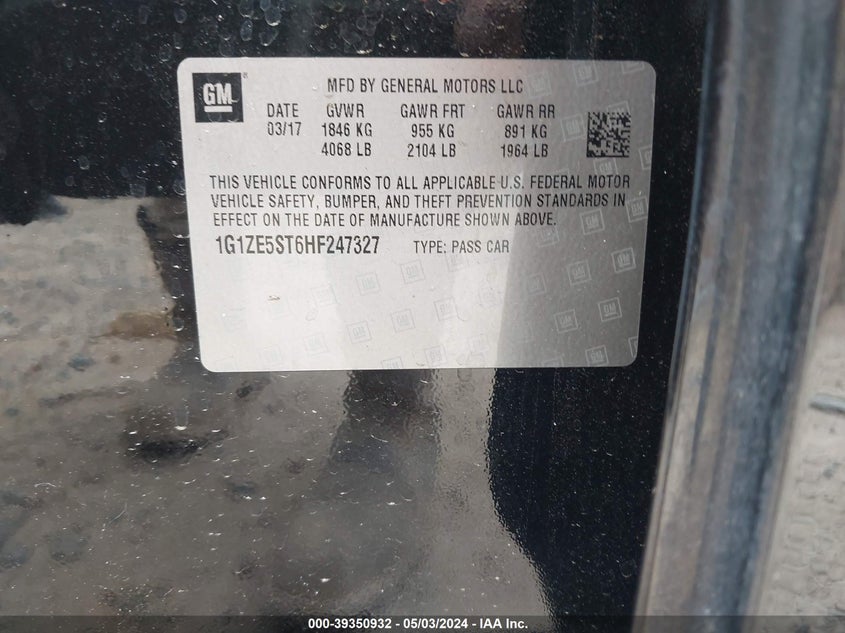 GM ®
MFD BY GENERAL MOTORS LLC
DATE GVWR GAWR FRT GAWR RR
03/17 1846 KG 955 KG 891 KG
4068 LB 2104 LB 1964 LB
THIS VEHICLE CONFORMS TO ALL APPLICABLE U.S. FEDERAL MOTOR
VEHICLE SAFETY, BUMPER, AND THEFT PREVENTION STANDARDS IN
EFFECT ON THE DATE OF MANUFACTURE SHOWN ABOVE.
1G1ZE5ST6HF247327 TYPE: PASS CAR
000-39350932 - 05/03/2024 - IAA Inc.